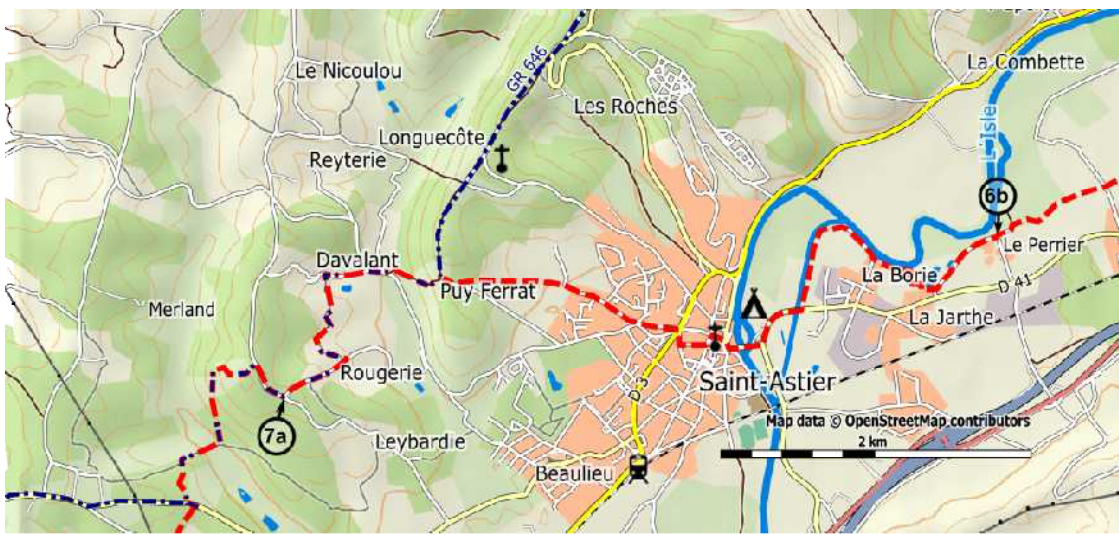 La Combette
Le Nicoulou
GR 646
Les Roches
Longuecôte
Reyterie
L'Isle
6b
Le Perrier
Davalant
La Borie
Puy-Ferrat
D 41
Merland
La Jarthe
Rougerie
Saint-Astier
D 3
7a
Leybardie
Map data © OpenStreetMap contributors
2 km
Beaulieu